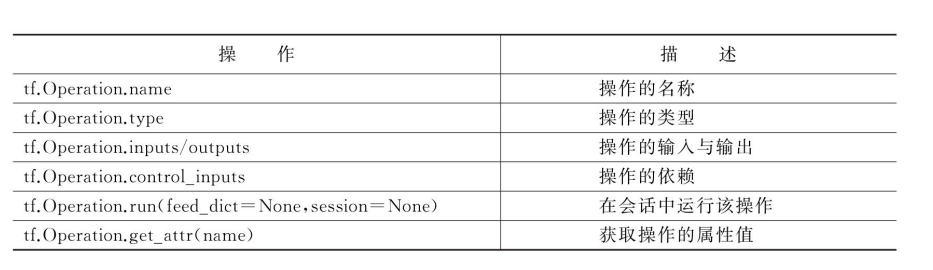 操 作 描 述
tf.Operation.name 操作的名称
tf.Operation.type 操作的类型
tf.Operation.inputs/outputs 操作的输入与输出
tf.Operation.control_inputs 操作的依赖
tf.Operation.run(feed_dict=None,session=None) 在会话中运行该操作
tf.Operation.get_attr(name) 获取操作的属性值